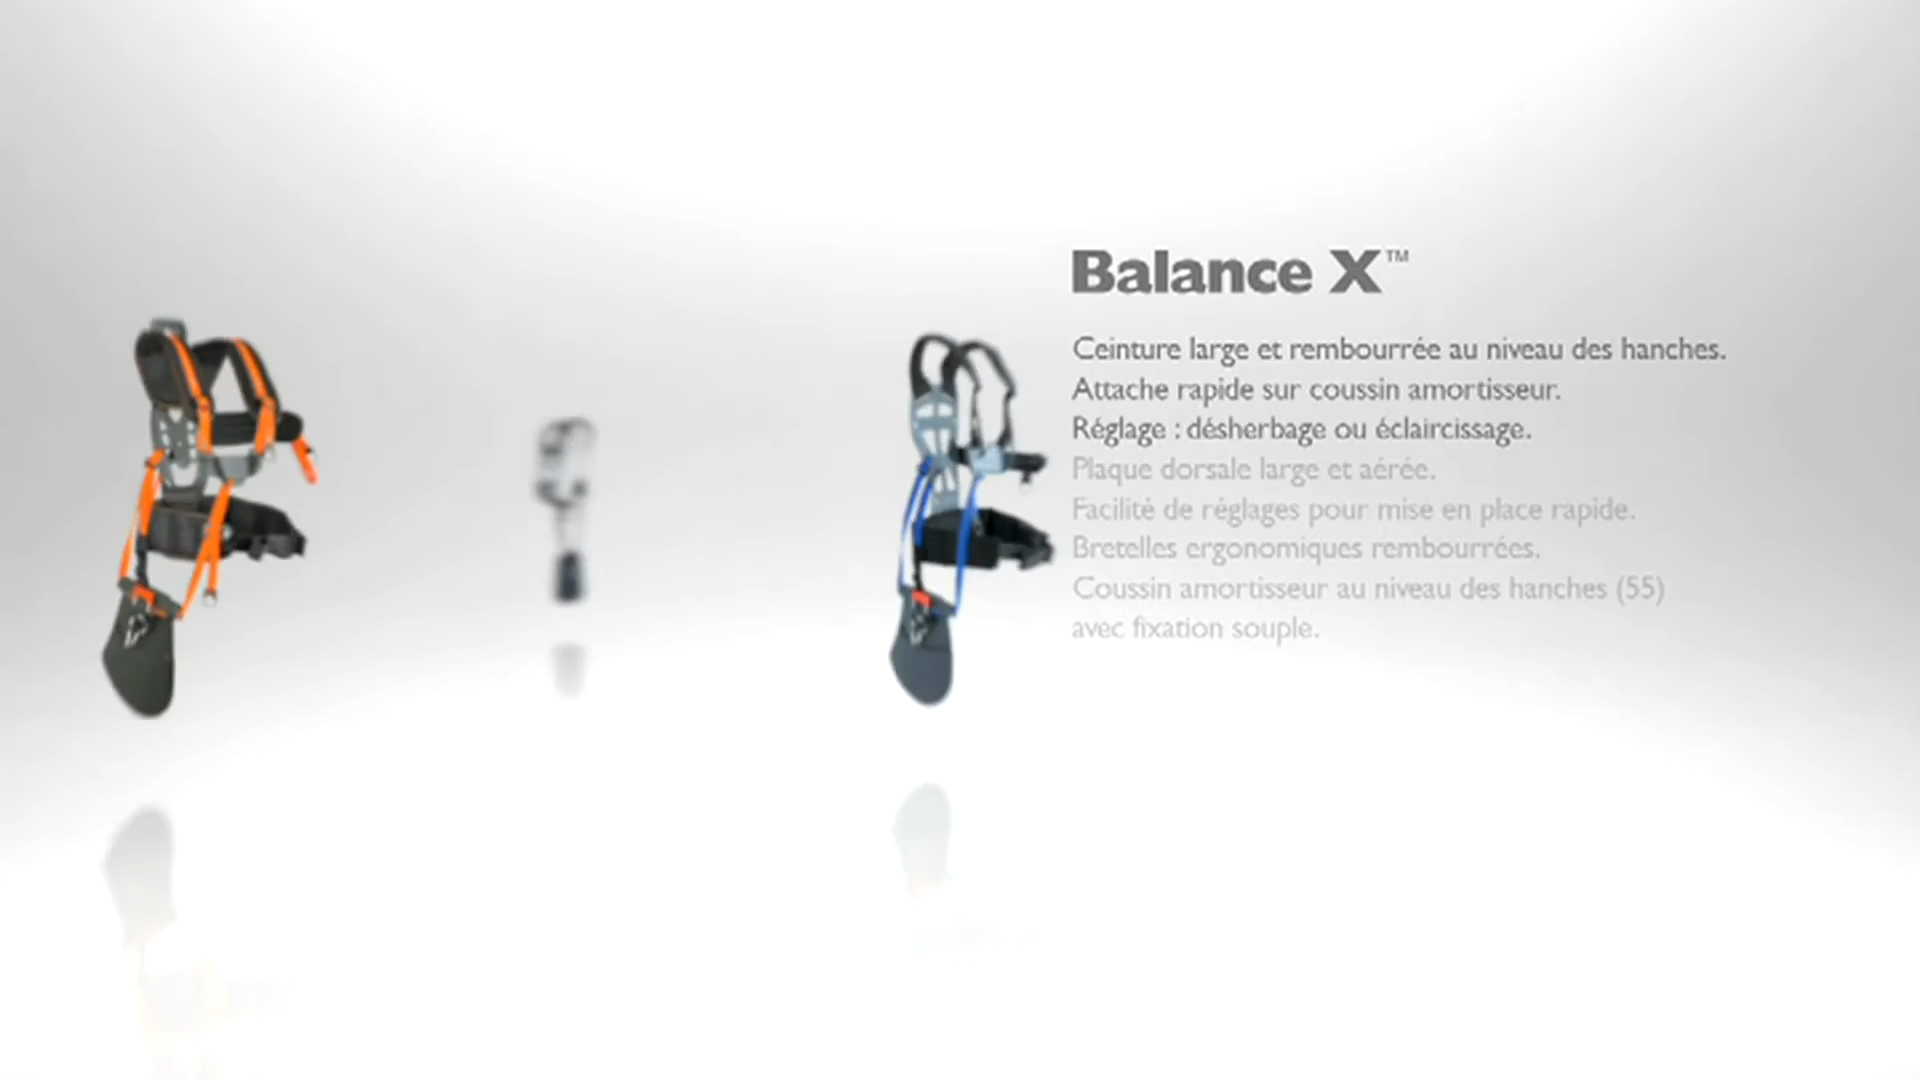 Balance X™
Ceinture large et rembourrée au niveau des hanches.
Attache rapide sur coussin amortisseur.
Réglage : désherbage ou éclaircissage.
Plaque dorsale large et aérée.
Facilité de réglages pour mise en place rapide.
Bretelles ergonomiques rembourrées.
Coussin amortisseur au niveau des hanches (55)
avec fixation souple.